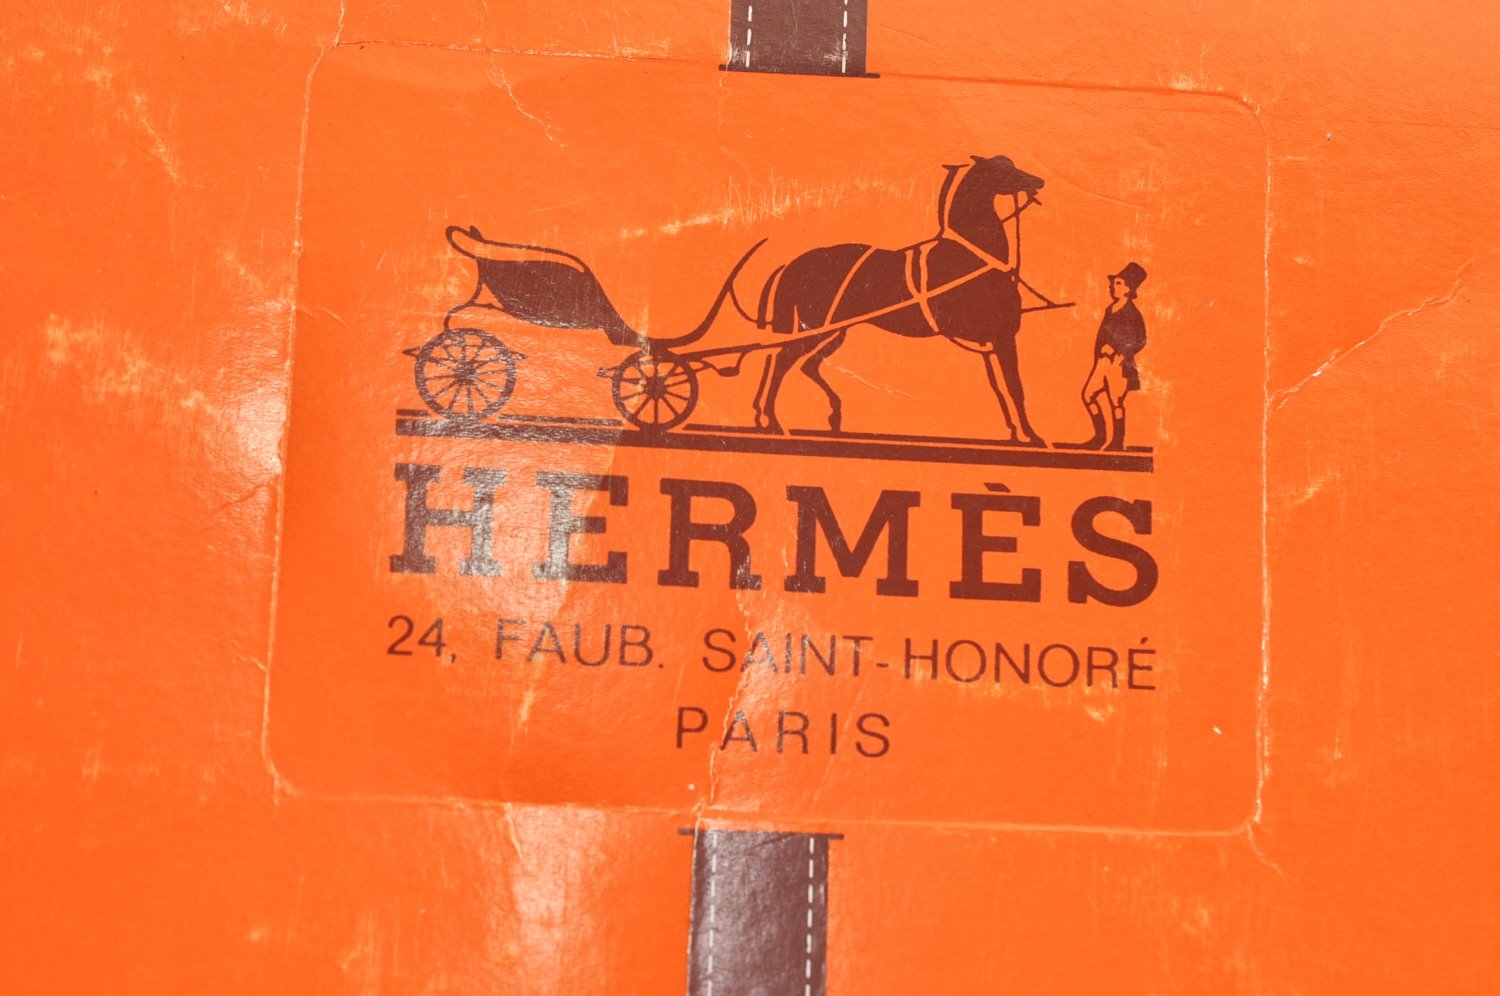 HERMÈS
24, FAUB. SAINT-HONORÉ
PARIS